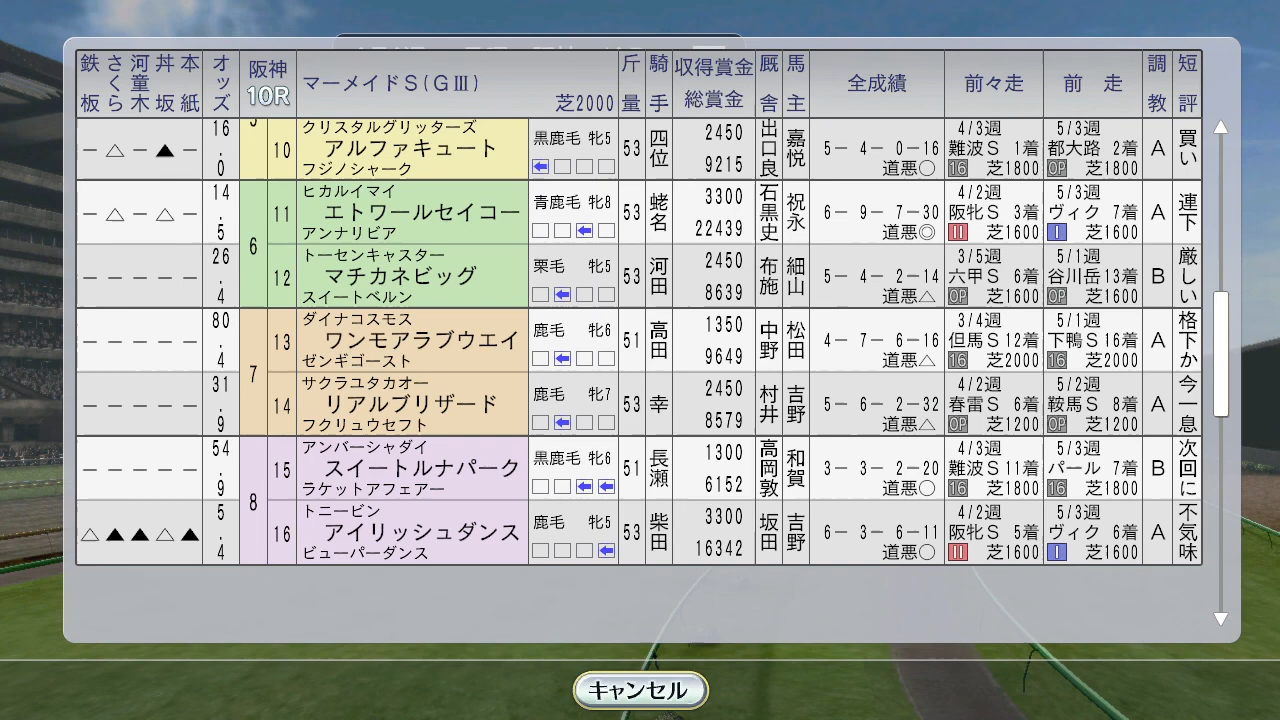 鉄板 さくら 河童木 丼坂 本紙 オッズ 阪神10R マーメイドS(GⅢ) 芝2000 斤量 騎手 収得賞金 総賞金 厩舎 馬主 全成績 前々走 前 走 調教 短評
－△－▲－ 16.0 10 クリスタルグリッターズ
アルファキュート 黒鹿毛 牝5 53 四位 2450 出口良 嘉悦 5－ 4－ 0－16 4/3週 5/3週 A 買い
フジノシャーク 9215 道悪○ 難波S 1着 16 芝1800 都大路 2着 OP 芝1800
－△－△－ 14.5 6 11 ヒカルイマイ
エトワールセイコー 青鹿毛 牝8 53 蛯名 3300 石黒史 祝永 6－ 9－ 7－30 4/2週 5/3週 A 連下
アンナリビア 22439 道悪◎ 阪牝S 3着 II 芝1600 ヴィク 7着 I 芝1600
－－－－－ 26.4 12 トーセンキャスター
マチカネビッグ 栗毛 牝5 53 河田 2450 布施 細山 5－ 4－ 2－14 3/5週 5/1週 B 厳しい
スイートベルン 8639 道悪△ 六甲S 6着 OP 芝1600 谷川岳13着 OP 芝1600
－－－－－ 80.4 7 13 ダイナコスモス
ワンモアラブウエイ 鹿毛 牝6 51 高田 1350 中野 松田 4－ 7－ 6－16 3/4週 5/1週 A 格下か
ゼンギゴースト 9649 道悪△ 但馬S 12着 16 芝2000 下鴨S 16着 16 芝2000
－－－－－ 31.9 14 サクラユタカオー
リアルブリザード 鹿毛 牝7 53 幸 2450 村井 吉野 5－ 6－ 2－32 4/2週 5/2週 A 今一息
フクリュウセフト 8579 道悪△ 春雷S 6着 OP 芝1200 鞍馬S 8着 OP 芝1200
－－－－－ 54.9 8 15 アンバーシャダイ
スイートルナパーク 黒鹿毛 牝6 51 長瀬 1300 高岡敦 和賀 3－ 3－ 2－20 4/3週 5/3週 B 次回に
ラケットアフェアー 6152 道悪○ 難波S 11着 16 芝1800 パール 7着 16 芝1800
△▲▲△▲ 5.4 16 トニービン
アイリッシュダンス 鹿毛 牝5 53 柴田 3300 坂田 吉野 6－ 3－ 6－11 4/2週 5/3週 A 不気味
ビューパーダンス 16342 道悪○ 阪牝S 5着 II 芝1600 ヴィク 6着 I 芝1600
キャンセル